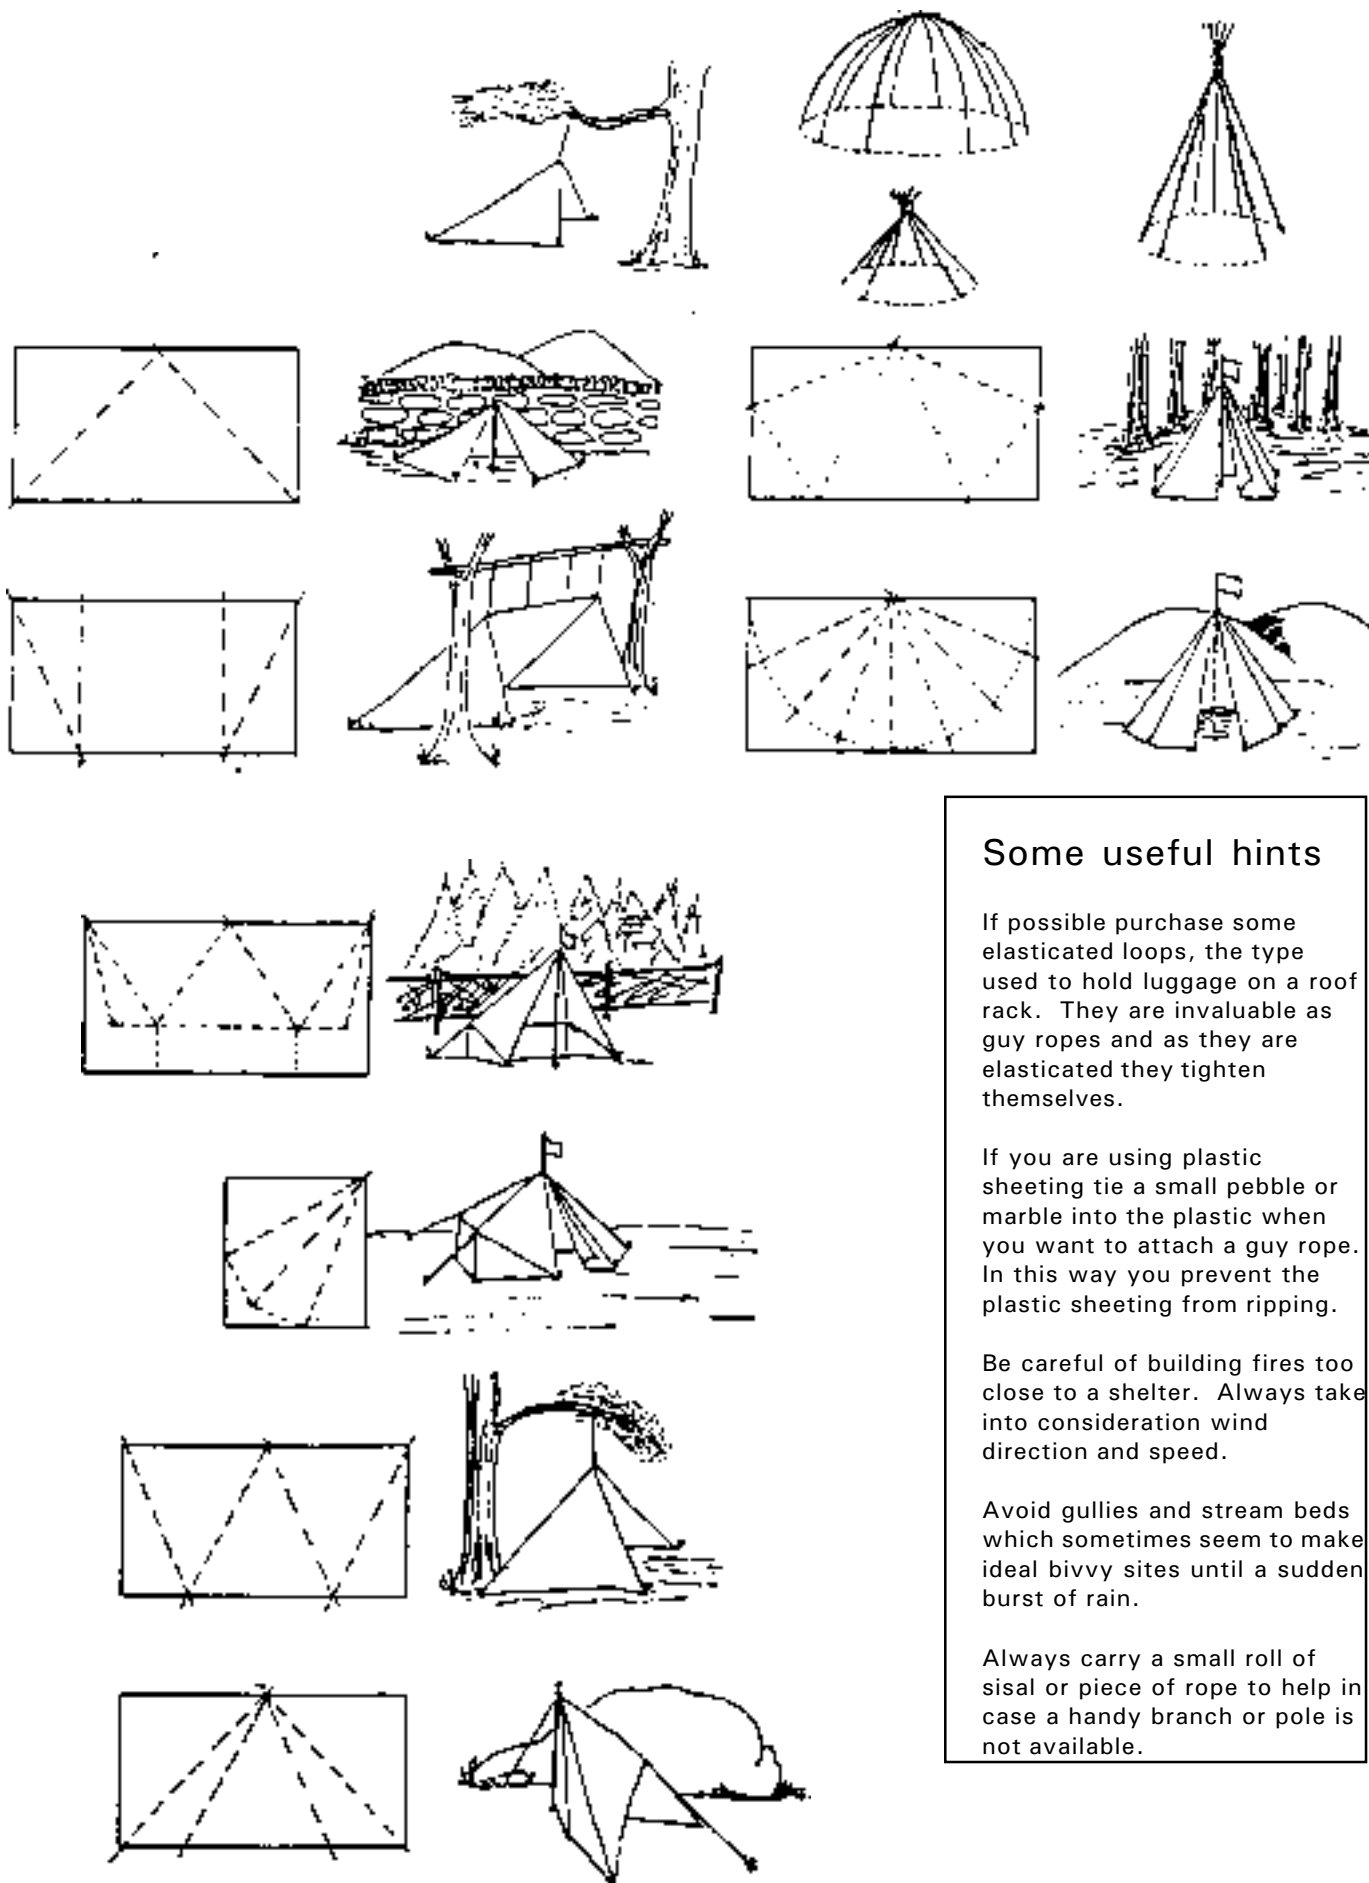 Some useful hints
If possible purchase some
elasticated loops, the type
used to hold luggage on a roof
rack.  They are invaluable as
guy ropes and as they are
elasticated they tighten
themselves.
If you are using plastic
sheeting tie a small pebble or
marble into the plastic when
you want to attach a guy rope.
In this way you prevent the
plastic sheeting from ripping.
Be careful of building fires too
close to a shelter.  Always take
into consideration wind
direction and speed.
Avoid gullies and stream beds
which sometimes seem to make
ideal bivvy sites until a sudden
burst of rain.
Always carry a small roll of
sisal or piece of rope to help in
case a handy branch or pole is
not available.